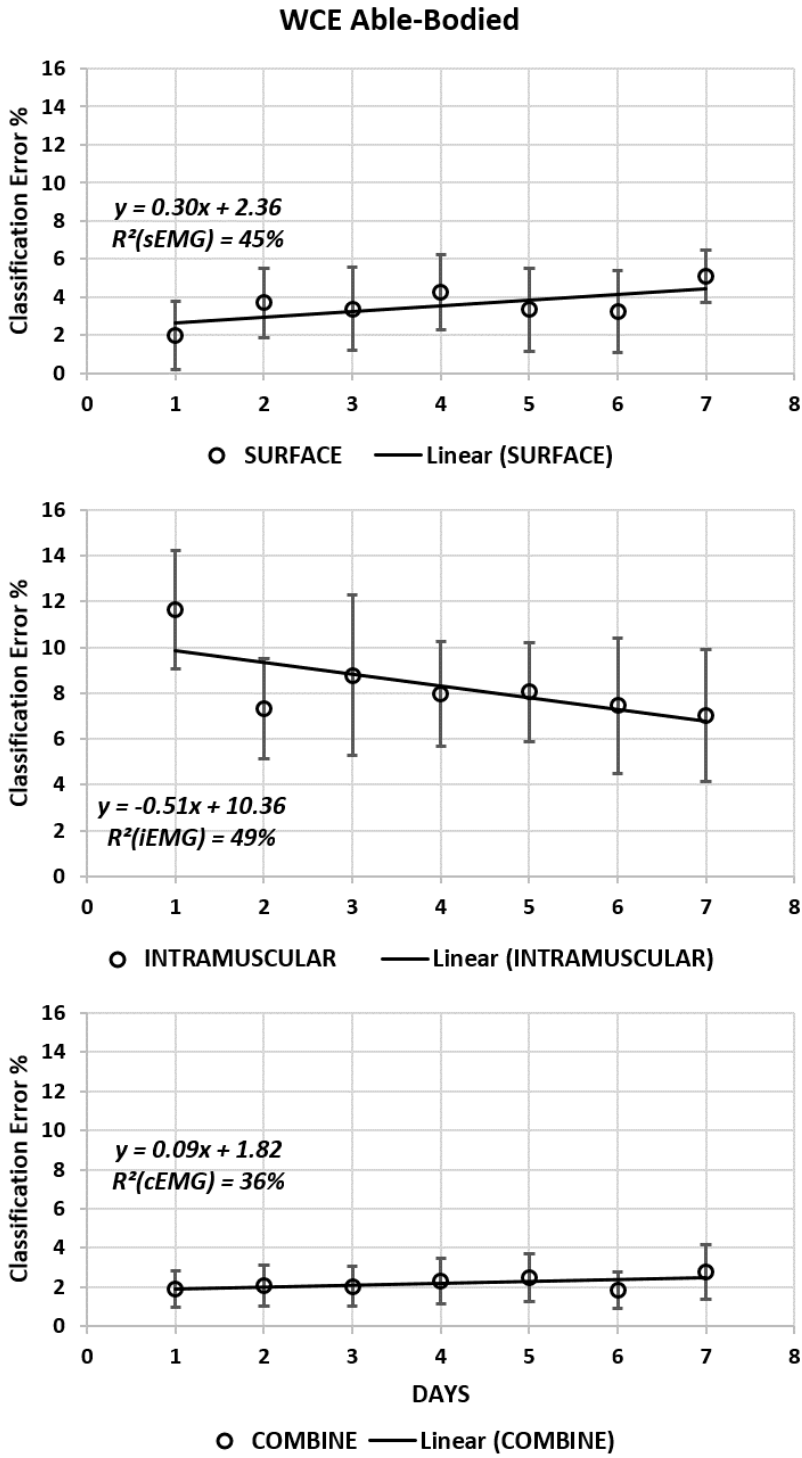 WCE Able-Bodied
Classification Error %
16
14
12
10
8
6
4
2
0
y = 0.30x + 2.36
R²(sEMG) = 45%
0 1 2 3 4 5 6 7 8
SURFACE Linear (SURFACE)
Classification Error %
16
14
12
10
8
6
4
2
0
y = -0.51x + 10.36
R²(iEMG) = 49%
0 1 2 3 4 5 6 7 8
INTRAMUSCULAR Linear (INTRAMUSCULAR)
Classification Error %
16
14
12
10
8
6
4
2
0
y = 0.09x + 1.82
R²(cEMG) = 36%
0 1 2 3 4 5 6 7 8
DAYS
COMBINE Linear (COMBINE)